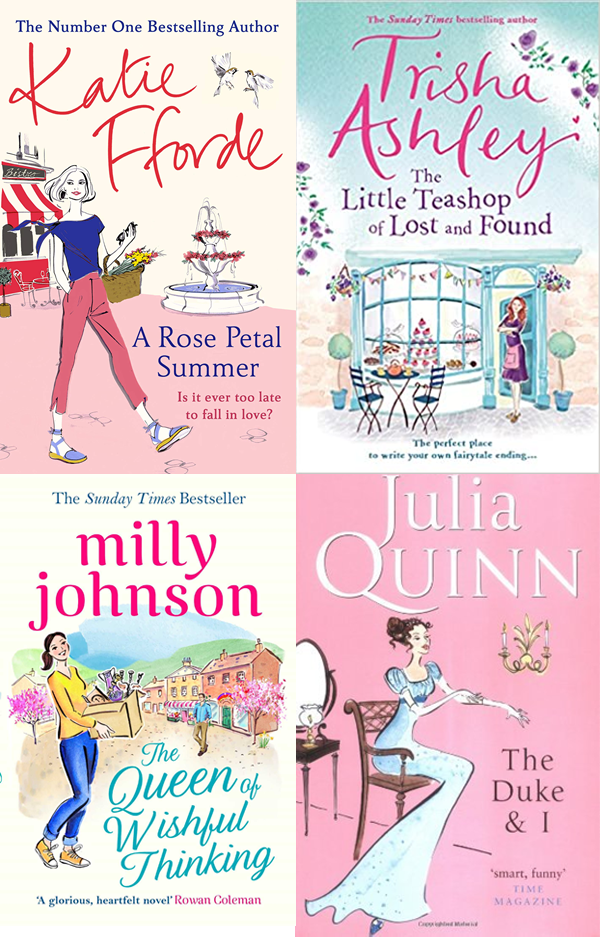 The Number One Bestselling Author
Katie
Fforde
Bistro
A Rose Petal
Summer
Is it ever too late
to fall in love?
The Sunday Times bestselling author
Trisha
Ashley
The
Little Teashop
of Lost and Found
The perfect place
to write your own fairytale ending...
The Sunday Times Bestseller
milly
johnson
The
Queen of
Wishful
Thinking
'A glorious, heartfelt novel' Rowan Coleman
Julia
QUINN
The
Duke
& I
'smart, funny'
TIME
MAGAZINE
Copyrighted Material